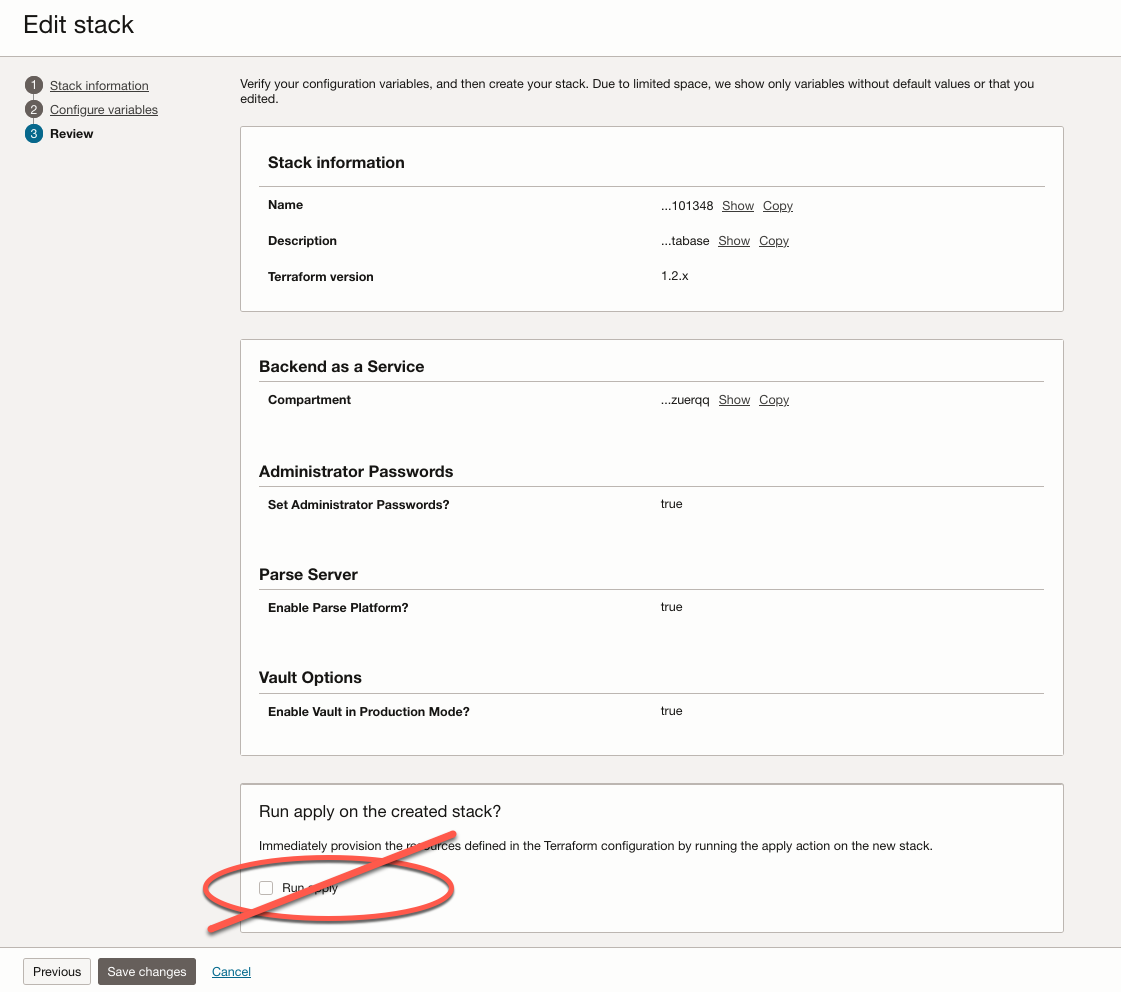 Edit stack
1 Stack information
2 Configure variables
3 Review
Verify your configuration variables, and then create your stack. Due to limited space, we show only variables without default values or that you
edited.
Stack information
Name ...101348 Show Copy
Description ...tabase Show Copy
Terraform version 1.2.x
Backend as a Service
Compartment ...zuerqq Show Copy
Administrator Passwords
Set Administrator Passwords? true
Parse Server
Enable Parse Platform? true
Vault Options
Enable Vault in Production Mode? true
Run apply on the created stack?
Immediately provision the resources defined in the Terraform configuration by running the apply action on the new stack.
Run apply
Previous Save changes Cancel